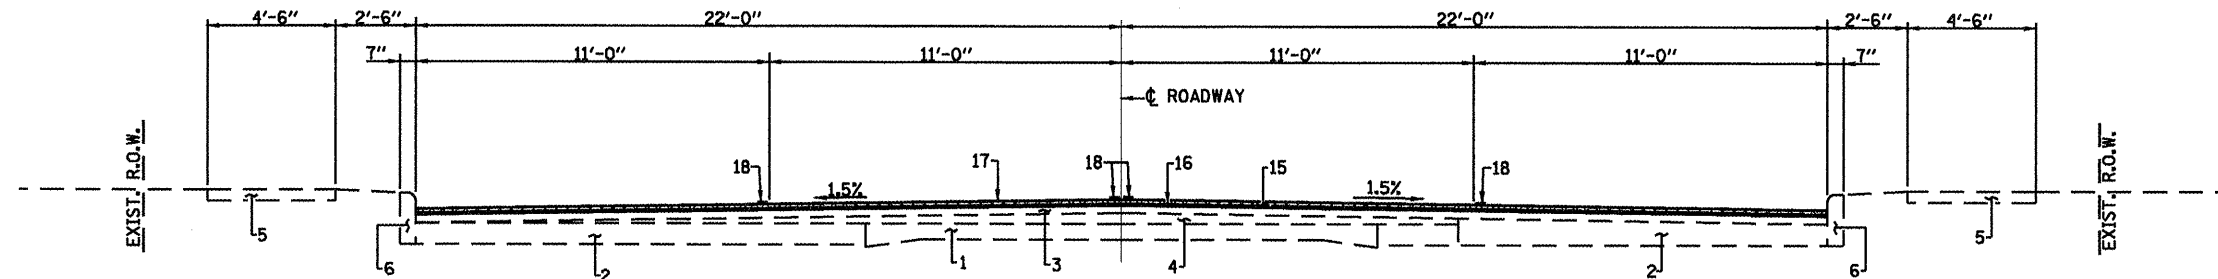 4'-6" 2'-6" 22'-0" 22'-0" 2'-6" 4'-6"
7" 11'-0" 11'-0" 11'-0" 11'-0" 7"
℄ ROADWAY
EXIST. R.O.W.
EXIST. R.O.W.
18 17 18 16 15 18
1.5% 1.5%
5 5
6 2 1 3 4 2 6